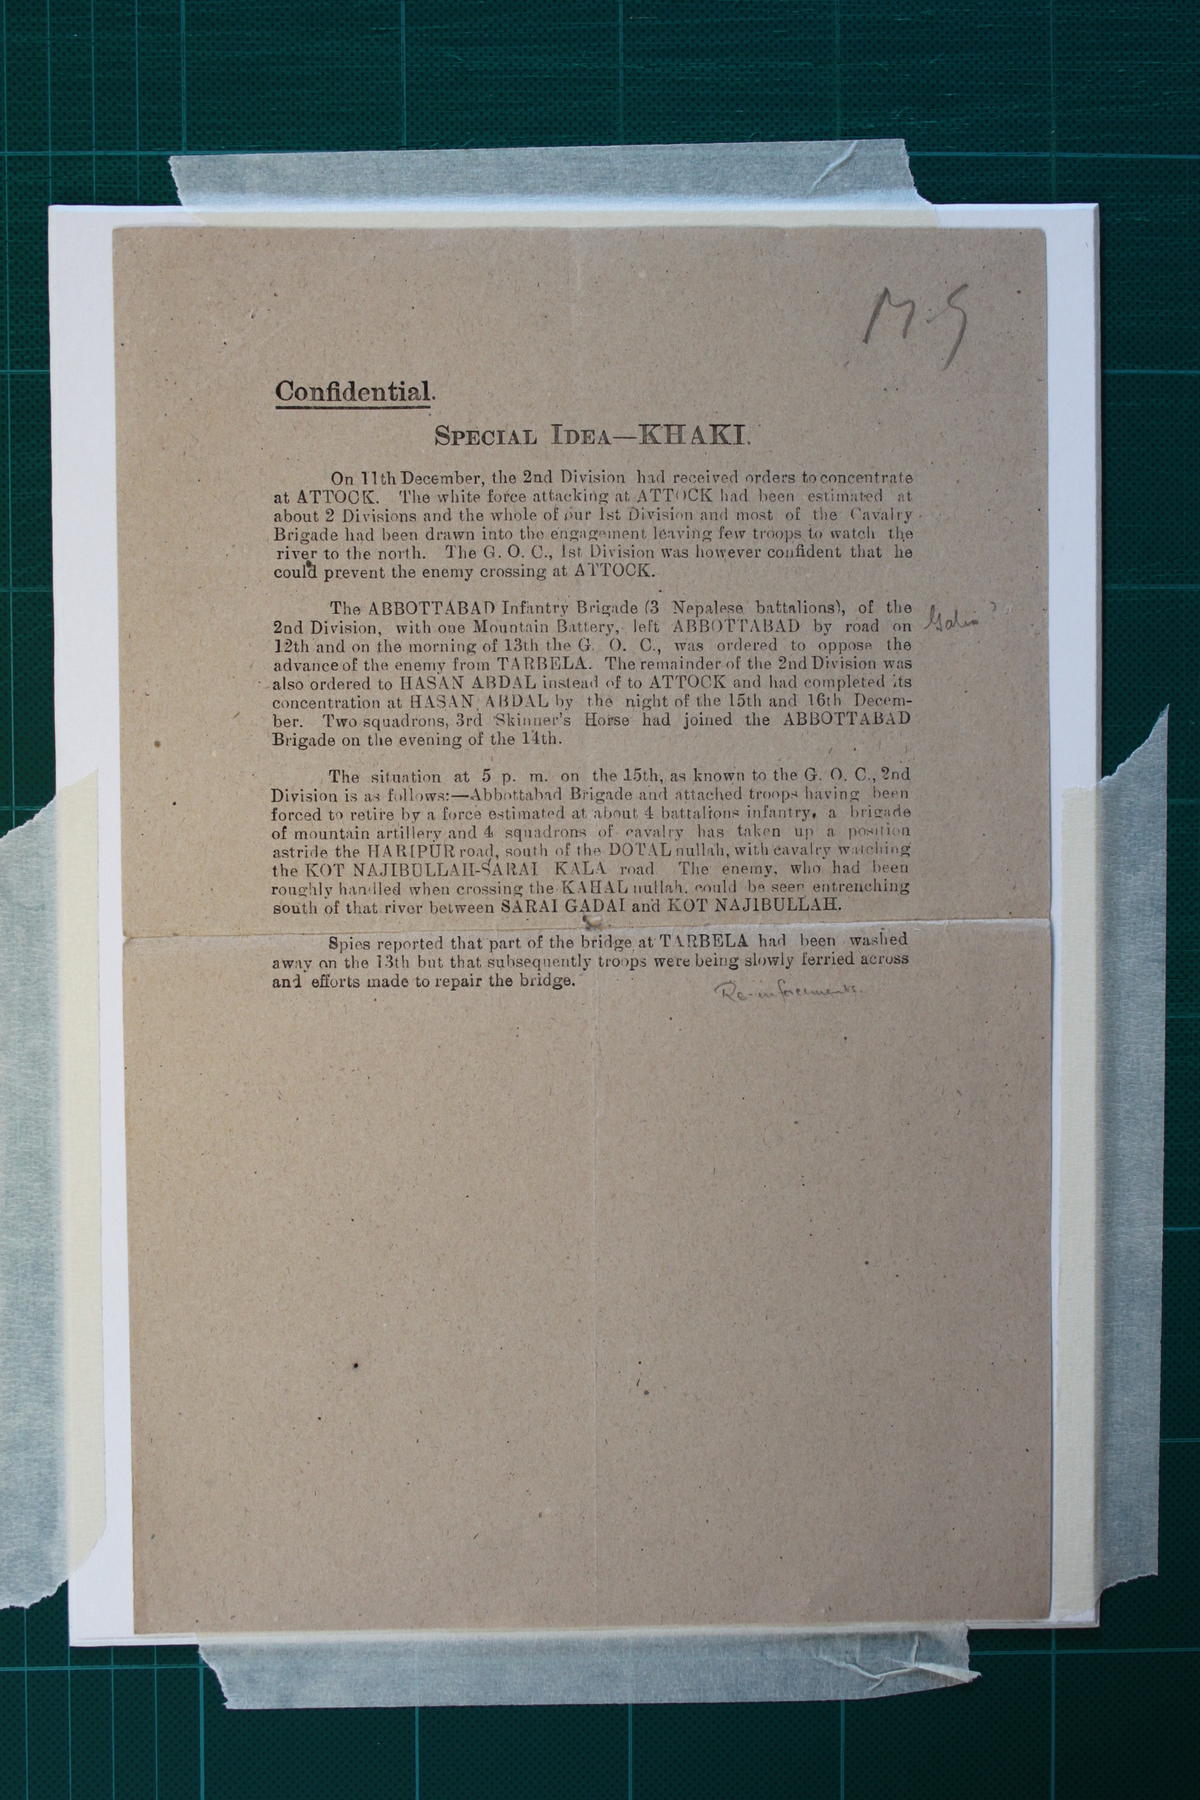 Confidential.
SPECIAL IDEA—KHAKI.
On 11th December, the 2nd Division had received orders to concentrate
at ATTOCK. The white force attacking at ATTOCK had been estimated at
about 2 Divisions and the whole of our 1st Division and most of the Cavalry
Brigade had been drawn into the engagement leaving few troops to watch the
river to the north. The G. O. C., 1st Division was however confident that he
could prevent the enemy crossing at ATTOCK.
The ABBOTTABAD Infantry Brigade (3 Nepalese battalions), of the
2nd Division, with one Mountain Battery, left ABBOTTABAD by road on
12th and on the morning of 13th the G. O. C., was ordered to oppose the
advance of the enemy from TARBELA. The remainder of the 2nd Division was
also ordered to HASAN ABDAL instead of to ATTOCK and had completed its
concentration at HASAN ABDAL by the night of the 15th and 16th Decem-
ber. Two squadrons, 3rd Skinner's Horse had joined the ABBOTTABAD
Brigade on the evening of the 14th.
The situation at 5 p. m. on the 15th, as known to the G. O. C., 2nd
Division is as follows:—Abbottabad Brigade and attached troops having been
forced to retire by a force estimated at about 4 battalions infantry, a brigade
of mountain artillery and 4 squadrons of cavalry has taken up a position
astride the HARIPUR road, south of the DOTAL nullah, with cavalry watching
the KOT NAJIBULLAH-SARAI KALA road The enemy, who had been
roughly handled when crossing the KAHAL nullah, could be seen entrenching
south of that river between SARAI GADAI and KOT NAJIBULLAH.
Spies reported that part of the bridge at TARBELA had been washed
away on the 13th but that subsequently troops were being slowly ferried across
and efforts made to repair the bridge.
Re-inforcements.